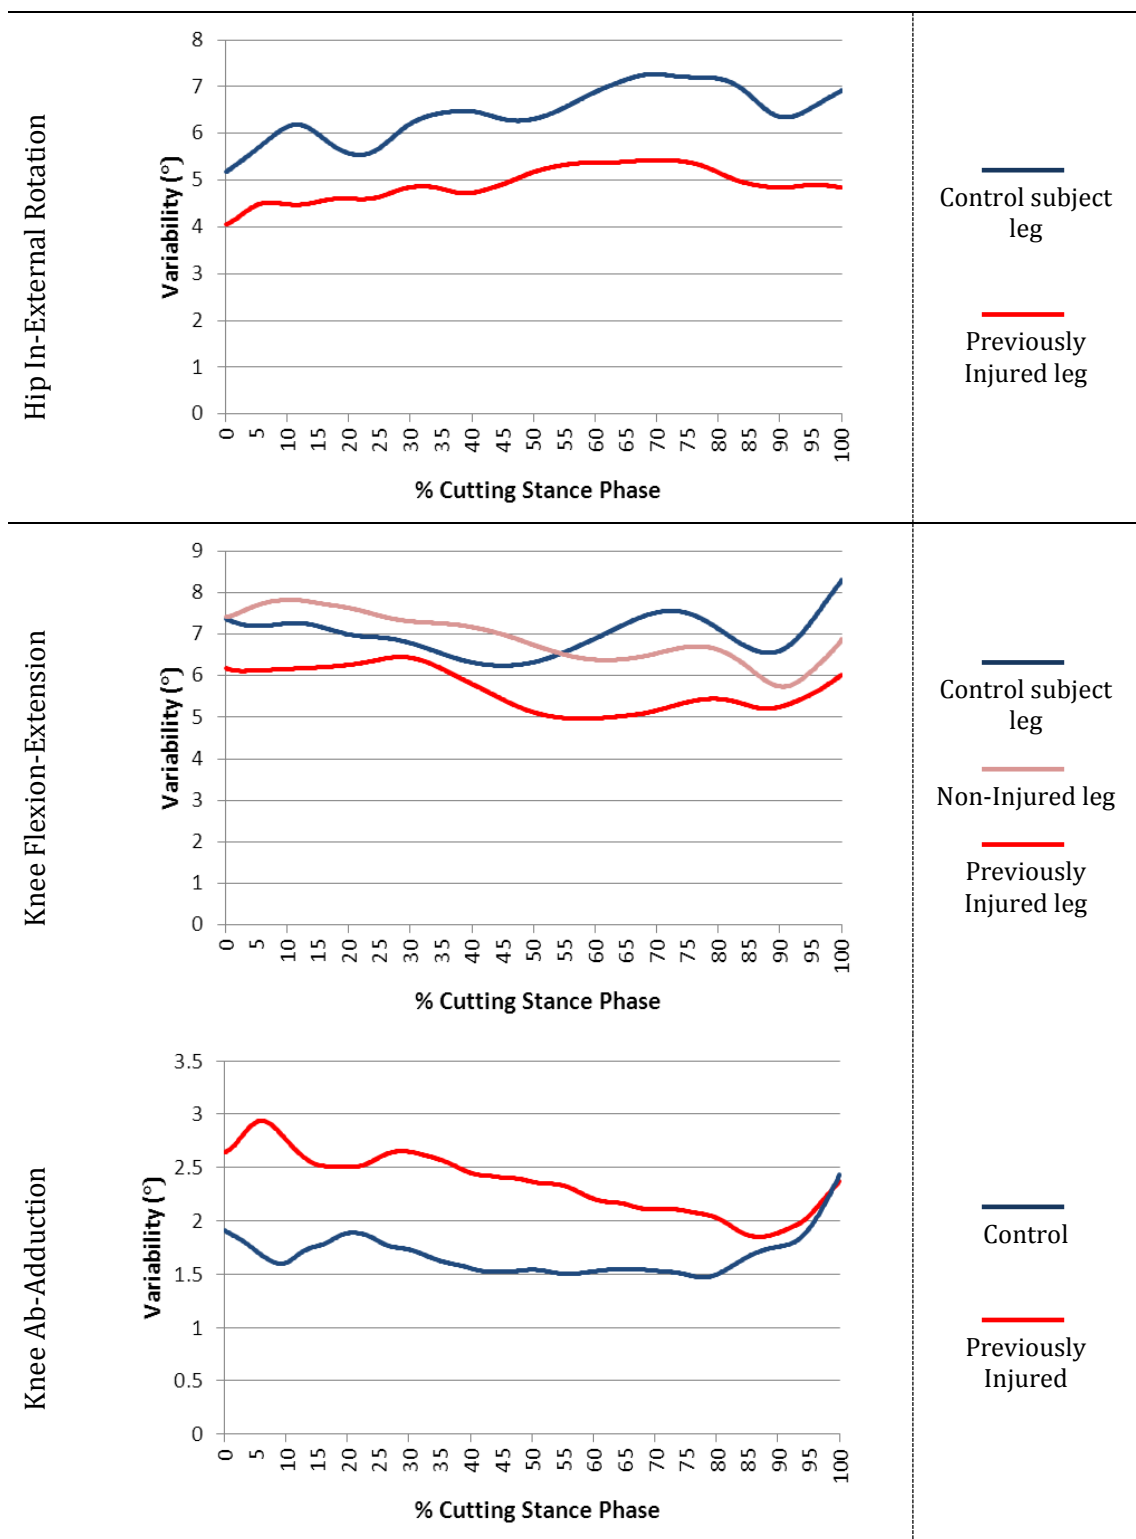 Hip In-External Rotation
Variability (°)
8
7
6
5
4
3
2
1
0
0 5 10 15 20 25 30 35 40 45 50 55 60 65 70 75 80 85 90 95 100
% Cutting Stance Phase
Control subject
leg
Previously
Injured leg
Knee Flexion-Extension
Variability (°)
9
8
7
6
5
4
3
2
1
0
0 5 10 15 20 25 30 35 40 45 50 55 60 65 70 75 80 85 90 95 100
% Cutting Stance Phase
Control subject
leg
Non-Injured leg
Previously
Injured leg
Knee Ab-Adduction
Variability (°)
3.5
3
2.5
2
1.5
1
0.5
0
0 5 10 15 20 25 30 35 40 45 50 55 60 65 70 75 80 85 90 95 100
% Cutting Stance Phase
Control
Previously
Injured